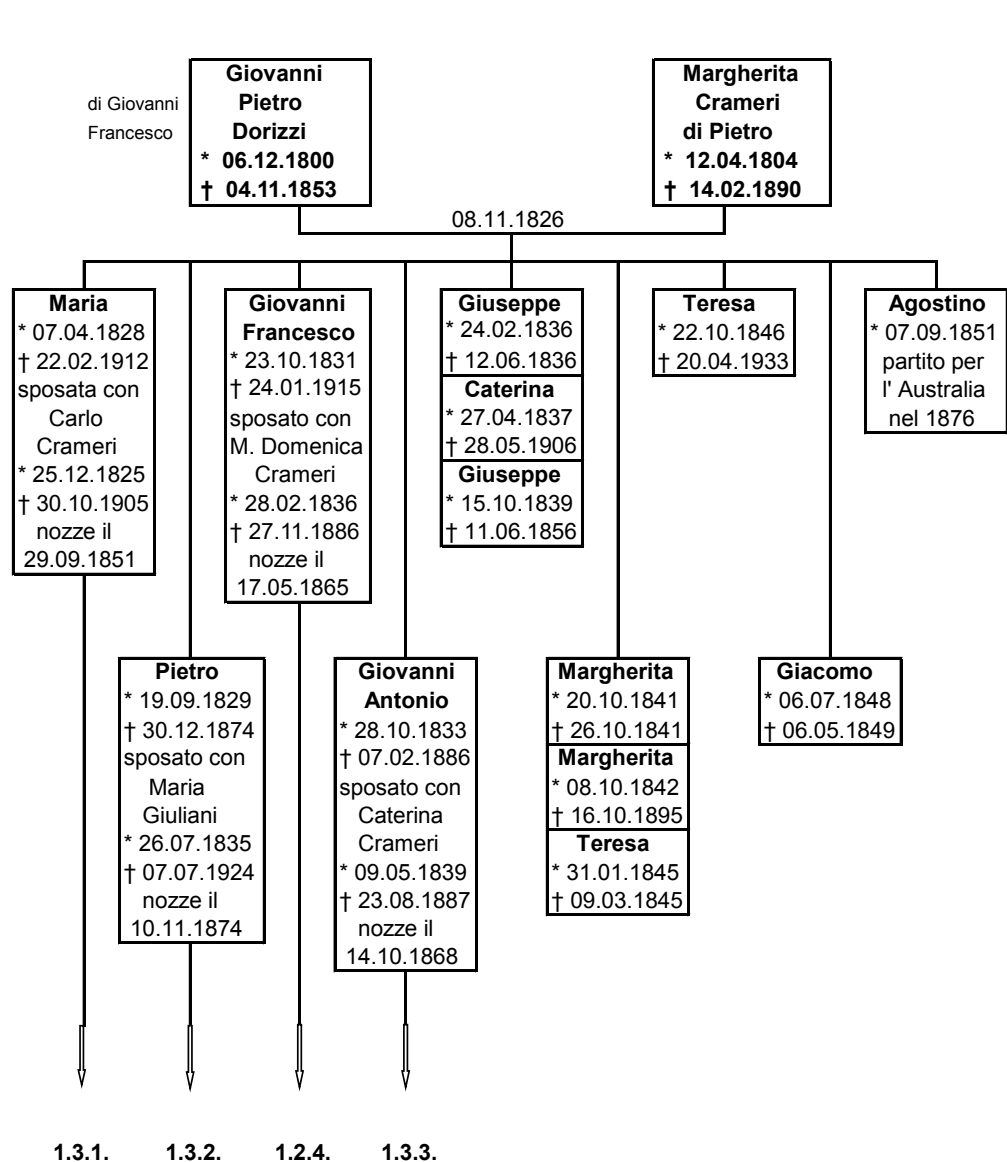 di Giovanni
Francesco
Giovanni
Pietro
Dorizzi
* 06.12.1800
† 04.11.1853
Margherita
Crameri
di Pietro
* 12.04.1804
† 14.02.1890
08.11.1826
Maria
* 07.04.1828
† 22.02.1912
sposata con
Carlo
Crameri
* 25.12.1825
† 30.10.1905
nozze il
29.09.1851
Giovanni
Francesco
* 23.10.1831
† 24.01.1915
sposato con
M. Domenica
Crameri
* 28.02.1836
† 27.11.1886
nozze il
17.05.1865
Giuseppe
* 24.02.1836
† 12.06.1836
Caterina
* 27.04.1837
† 28.05.1906
Giuseppe
* 15.10.1839
† 11.06.1856
Teresa
* 22.10.1846
† 20.04.1933
Agostino
* 07.09.1851
partito per
l' Australia
nel 1876
Pietro
* 19.09.1829
† 30.12.1874
sposato con
Maria
Giuliani
* 26.07.1835
† 07.07.1924
nozze il
10.11.1874
Giovanni
Antonio
* 28.10.1833
† 07.02.1886
sposato con
Caterina
Crameri
* 09.05.1839
† 23.08.1887
nozze il
14.10.1868
Margherita
* 20.10.1841
† 26.10.1841
Margherita
* 08.10.1842
† 16.10.1895
Teresa
* 31.01.1845
† 09.03.1845
Giacomo
* 06.07.1848
† 06.05.1849
1.3.1. 1.3.2. 1.2.4. 1.3.3.